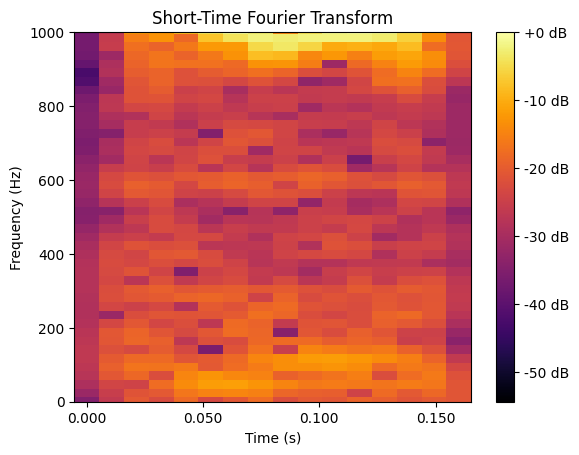 Short-Time Fourier Transform
1000
800
600
400
200
0
Frequency (Hz)
0.000
0.050
0.100
0.150
Time (s)
+0 dB
-10 dB
-20 dB
-30 dB
-40 dB
-50 dB